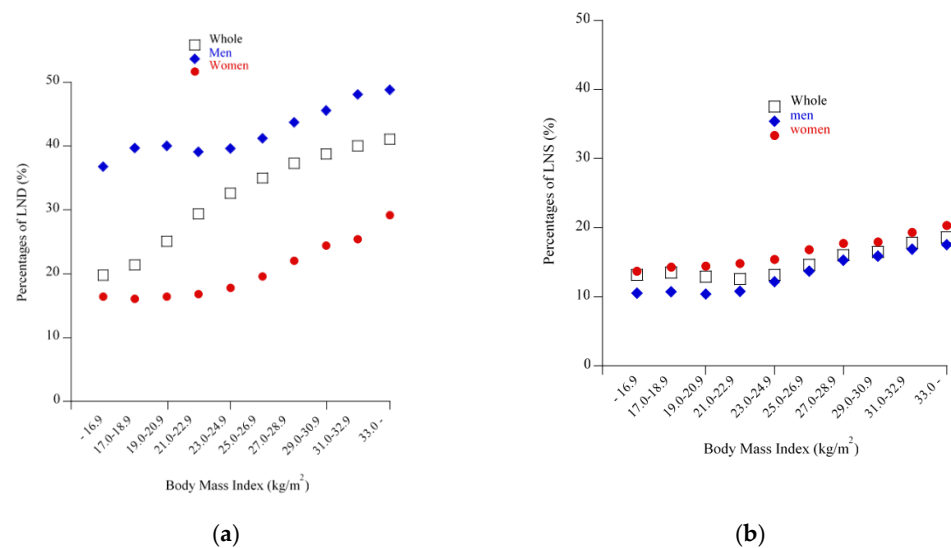 Whole
Men
Women
Percentages of LND (%)
50
40
30
20
10
0
- 16.9
17.0-18.9
19.0-20.9
21.0-22.9
23.0-24.9
25.0-26.9
27.0-28.9
29.0-30.9
31.0-32.9
33.0 -
Body Mass Index (kg/m²)
(a)
Whole
men
women
Percentages of LNS (%)
50
40
30
20
10
0
- 16.9
17.0-18.9
19.0-20.9
21.0-22.9
23.0-24.9
25.0-26.9
27.0-28.9
29.0-30.9
31.0-32.9
33.0 -
Body Mass Index (kg/m²)
(b)